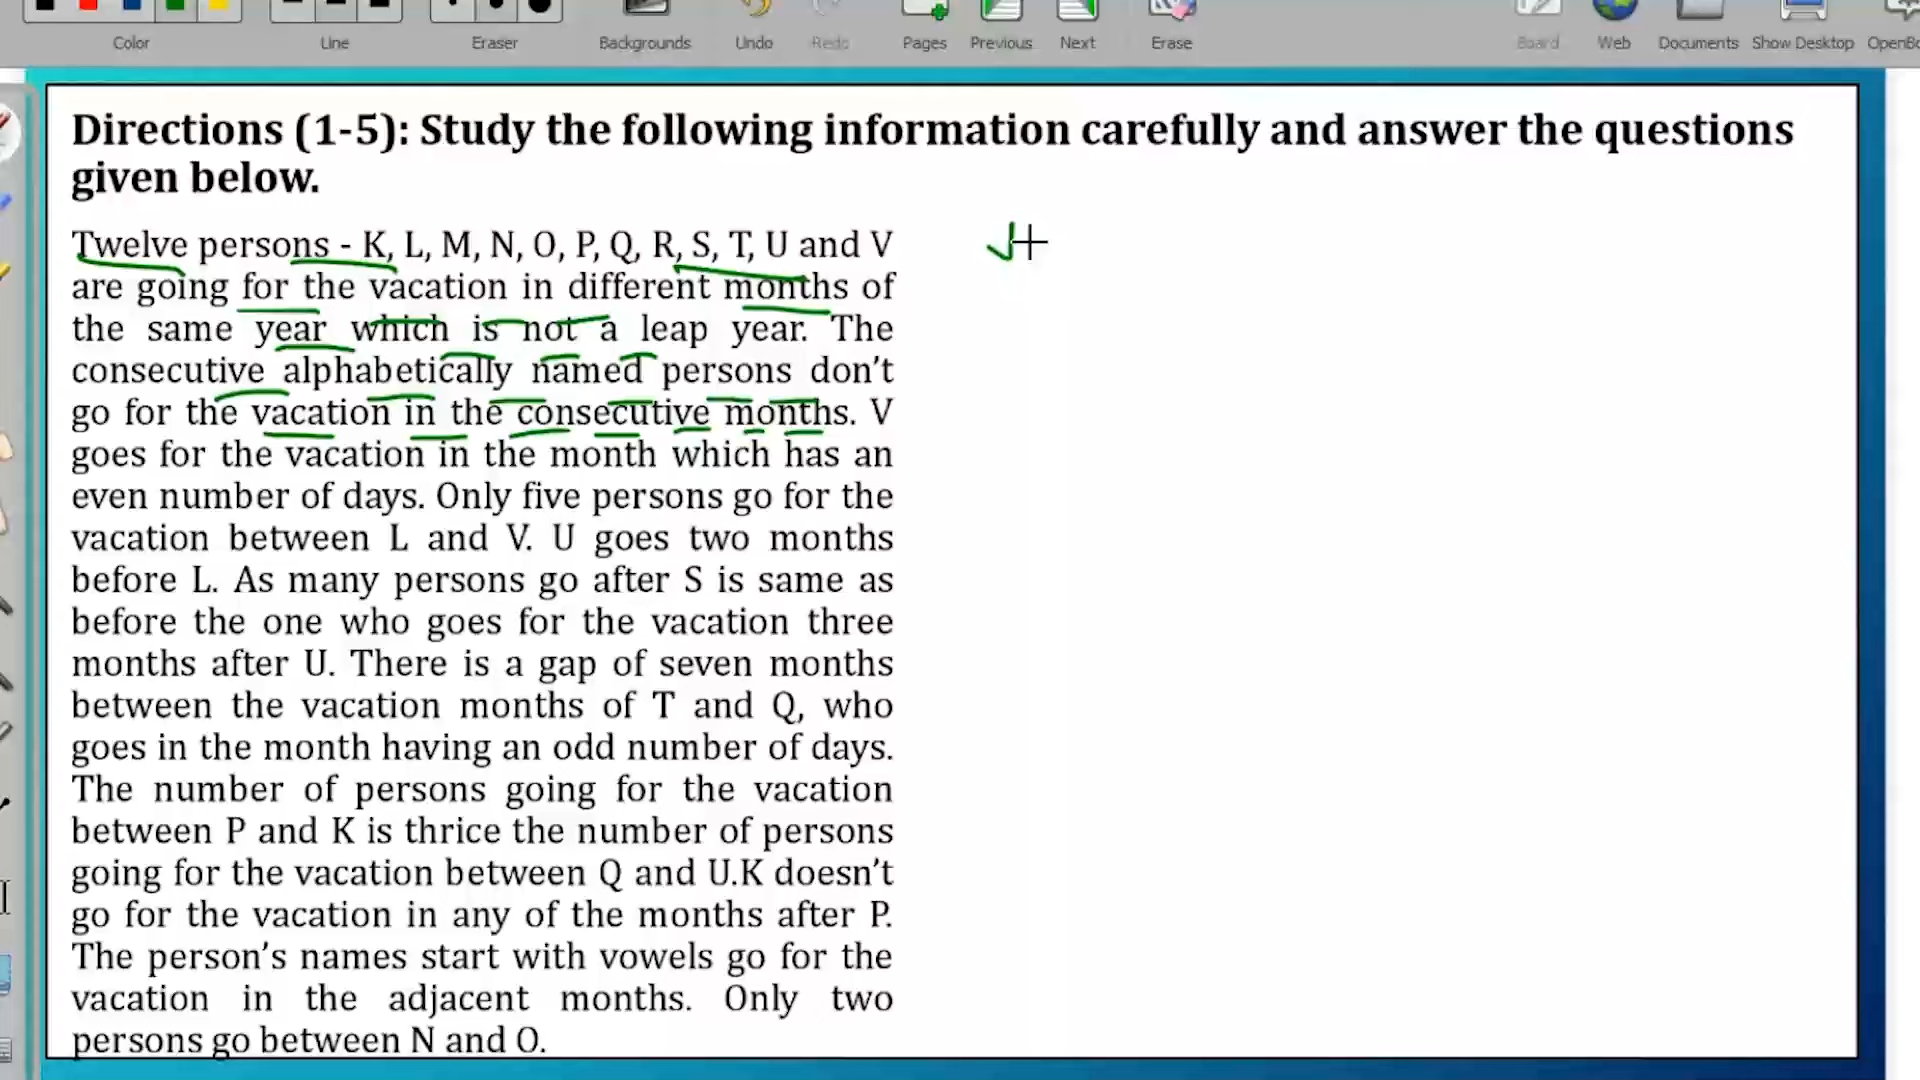 Color Line Eraser Backgrounds Undo Redo Pages Previous Next Erase Board Web Documents Show Desktop
Directions (1-5): Study the following information carefully and answer the questions
given below.
Twelve persons - K, L, M, N, O, P, Q, R, S, T, U and V
are going for the vacation in different months of
the same year which is not a leap year. The
consecutive alphabetically named persons don’t
go for the vacation in the consecutive months. V
goes for the vacation in the month which has an
even number of days. Only five persons go for the
vacation between L and V. U goes two months
before L. As many persons go after S is same as
before the one who goes for the vacation three
months after U. There is a gap of seven months
between the vacation months of T and Q, who
goes in the month having an odd number of days.
The number of persons going for the vacation
between P and K is thrice the number of persons
going for the vacation between Q and U.K doesn’t
go for the vacation in any of the months after P.
The person’s names start with vowels go for the
vacation in the adjacent months. Only two
persons go between N and O.